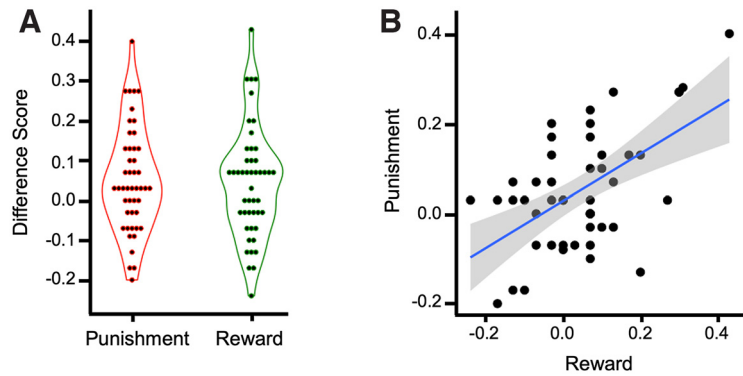 A
Difference Score
0.4
0.3
0.2
0.1
0.0
-0.1
-0.2
Punishment Reward
B
Punishment
0.4
0.2
0.0
-0.2
-0.2 0.0 0.2 0.4
Reward